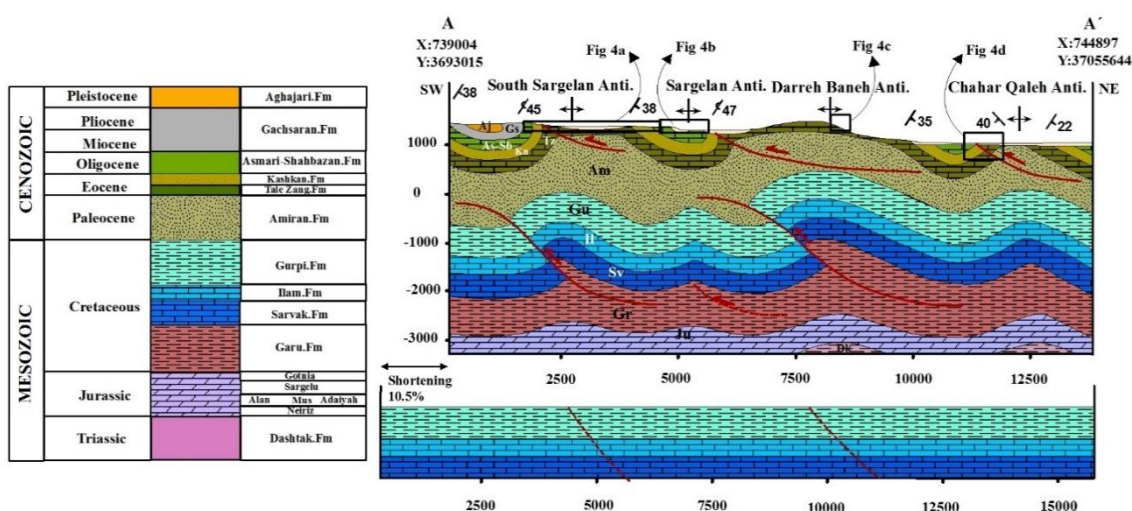 CENOZOIC
MESOZOIC
Pleistocene
Pliocene
Miocene
Oligocene
Eocene
Paleocene
Cretaceous
Jurassic
Triassic
Aghajari.Fm
Gachsaran.Fm
Asmari-Shahbazan.Fm
Kashkan.Fm
Tale Zang.Fm
Amiran.Fm
Gurpi.Fm
Ilam.Fm
Sarvak.Fm
Garu.Fm
Gotnia
Sargelu
Alan Mus Adaiyah
Neiriz
Dashtak.Fm
A
X:739004
Y:3693015
SW
A´
X:744897
Y:37055644
NE
Fig 4a
Fig 4b
Fig 4c
Fig 4d
South Sargelan Anti.
Sargelan Anti.
Darreh Baneh Anti.
Chahar Qaleh Anti.
38
45
38
47
35
40
22
1000
0
-1000
-2000
-3000
Aj
Gs
As-Sb
Ka
Tz
Am
Gu
Il
Sv
Gr
Ju
Dk
2500 5000 7500 10000 12500
Shortening
10.5%
2500 5000 7500 10000 12500 15000